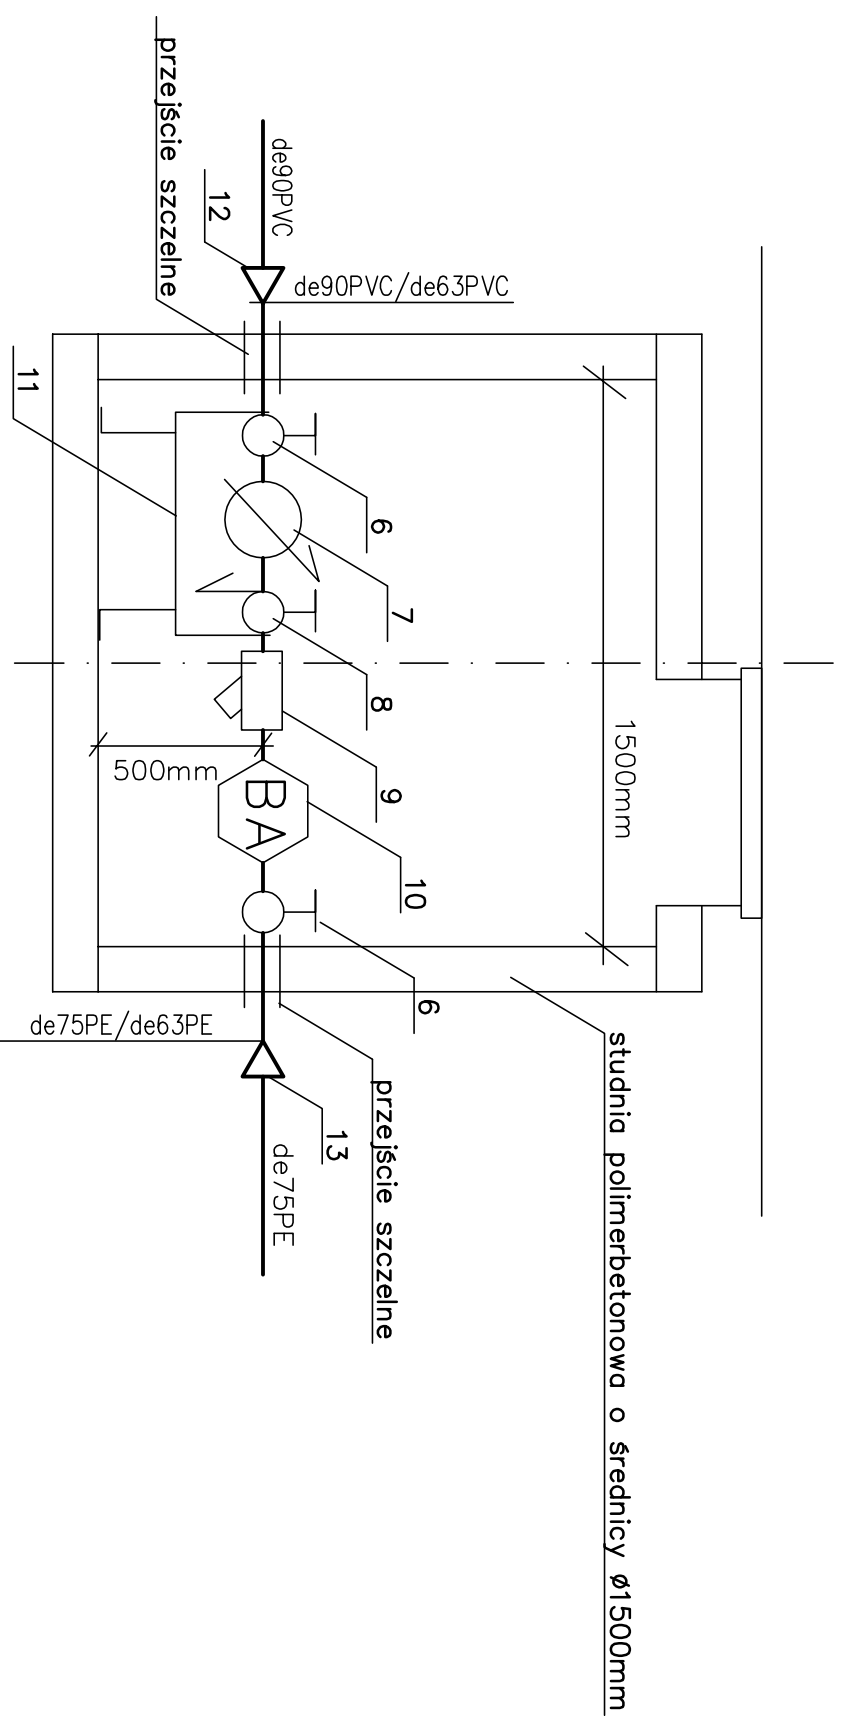 studnia polimerbetonowa o średnicy ø1500mm
1500mm
przejście szczelne
de90PVC
12
de90PVC/de63PVC
11
6
7
8
9
10
6
BA
500mm
de75PE/de63PE
przejście szczelne
13
de75PE